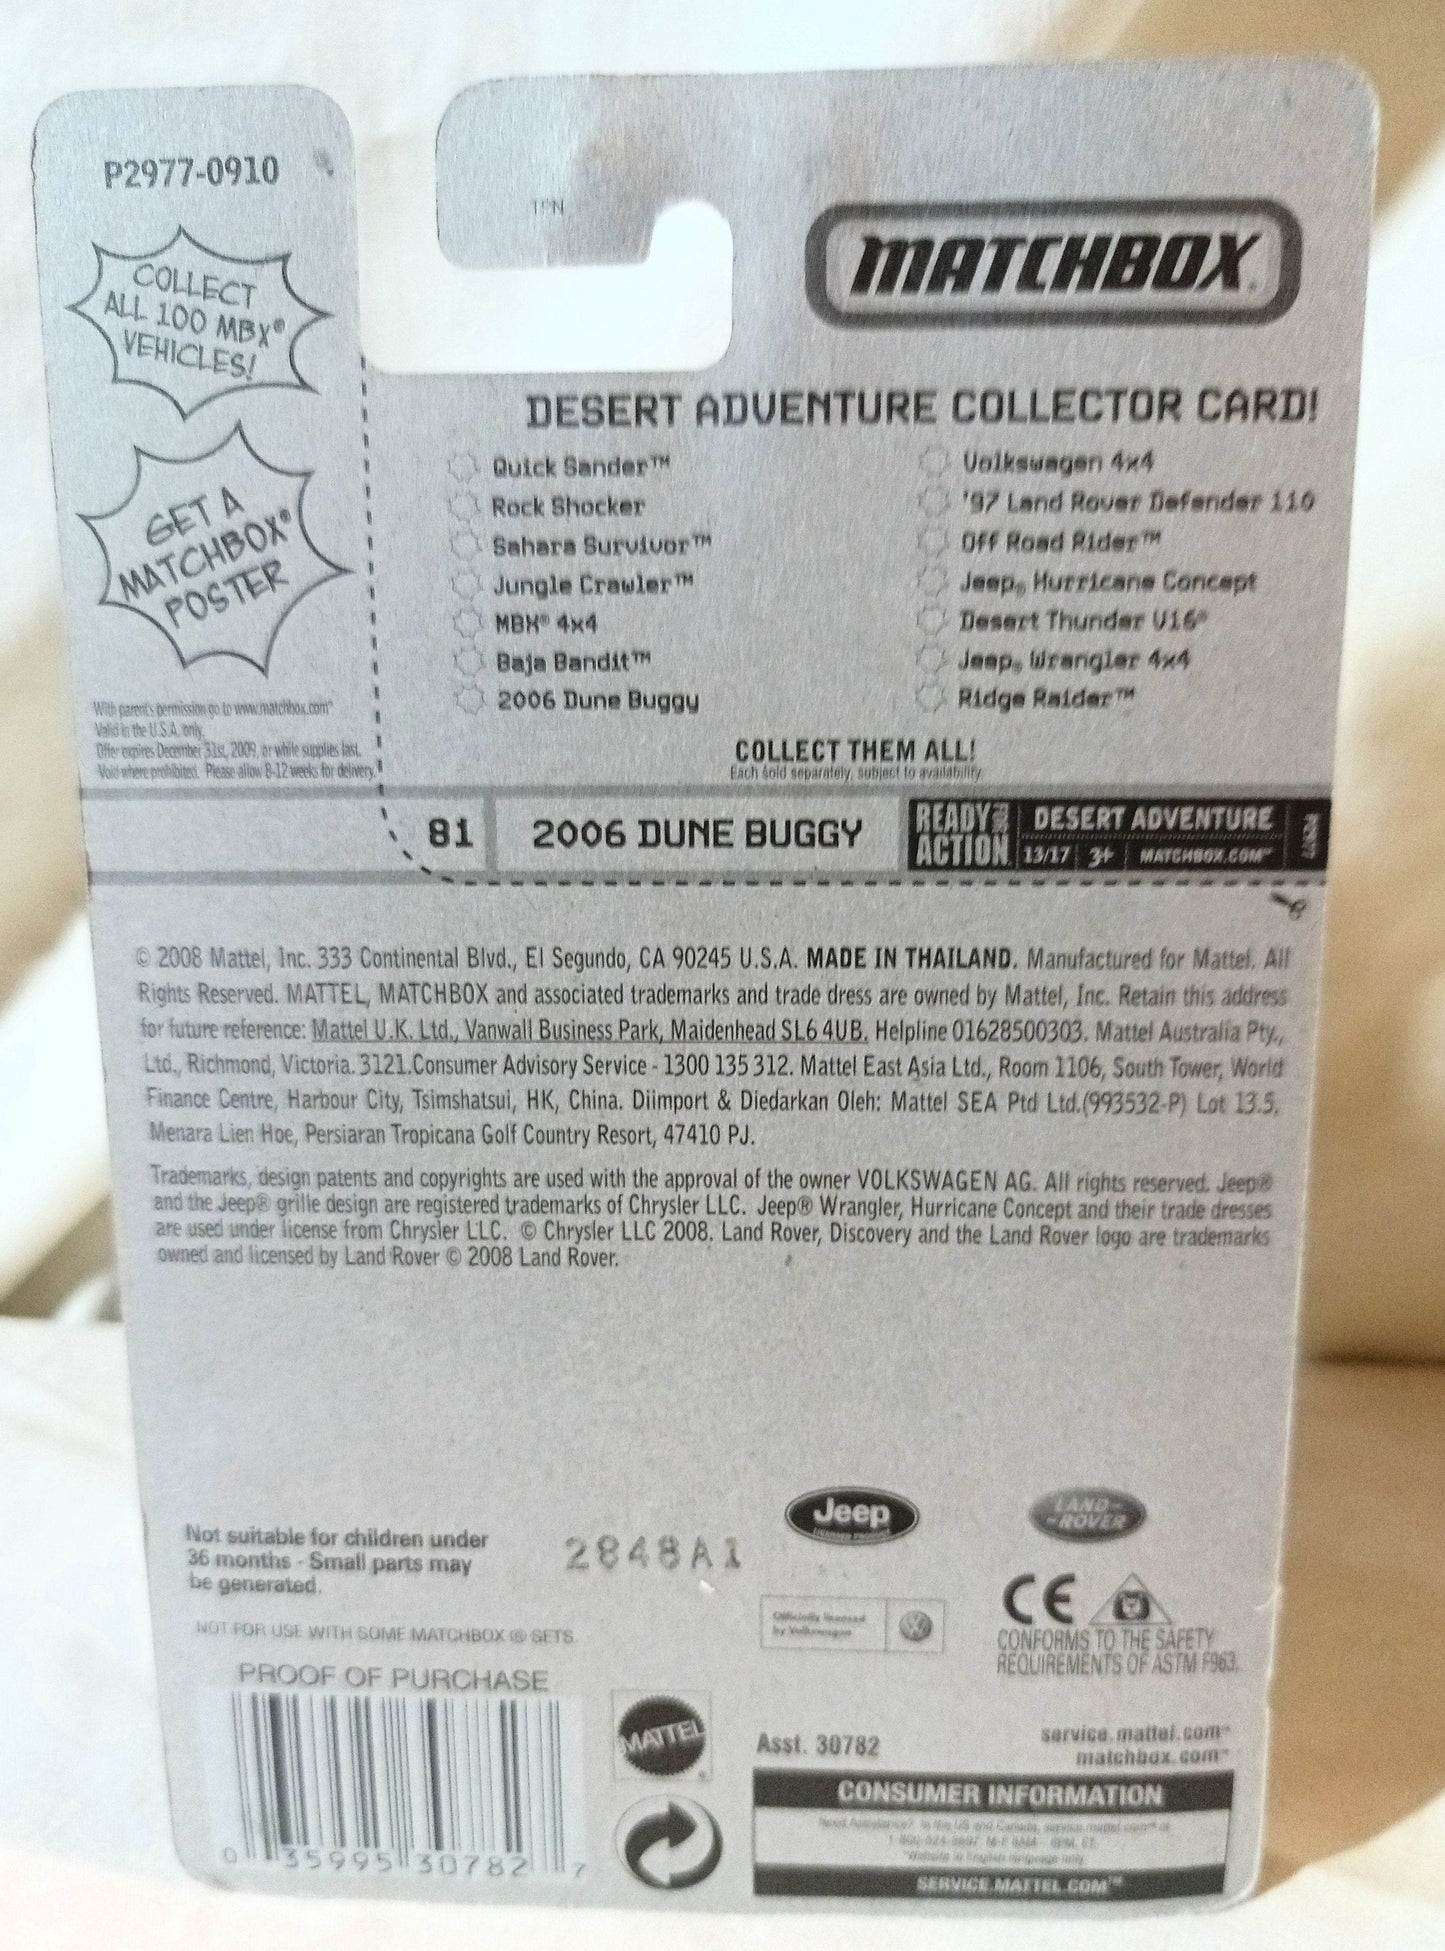 P2977-0910
COLLECT
ALL 100 MBX®
VEHICLES!
GET A
MATCHBOX®
POSTER
With parent's permission go to www.matchbox.com™
Valid in the U.S.A. only.
Offer expires December 31st, 2009, or while supplies last.
Void where prohibited. Please allow 8-12 weeks for delivery.
MATCHBOX®
DESERT ADVENTURE COLLECTOR CARD!
Quick Sander™
Rock Shocker
Sahara Survivor™
Jungle Crawler™
MBX® 4x4
Baja Bandit™
2006 Dune Buggy
Volkswagen 4x4
'97 Land Rover Defender 110
Off Road Rider™
Jeep® Hurricane Concept
Desert Thunder V16®
Jeep® Wrangler 4x4
Ridge Raider™
COLLECT THEM ALL!
Each sold separately, subject to availability.
81
2006 DUNE BUGGY
READY FOR ACTION
DESERT ADVENTURE
13/17 3+ MATCHBOX.COM™
P2977
© 2008 Mattel, Inc. 333 Continental Blvd., El Segundo, CA 90245 U.S.A. MADE IN THAILAND. Manufactured for Mattel. All
Rights Reserved. MATTEL, MATCHBOX and associated trademarks and trade dress are owned by Mattel, Inc. Retain this address
for future reference: Mattel U.K. Ltd., Vanwall Business Park, Maidenhead SL6 4UB. Helpline 01628500303. Mattel Australia Pty.,
Ltd., Richmond, Victoria. 3121.Consumer Advisory Service - 1300 135 312. Mattel East Asia Ltd., Room 1106, South Tower, World
Finance Centre, Harbour City, Tsimshatsui, HK, China. Diimport & Diedarkan Oleh: Mattel SEA Ptd Ltd.(993532-P) Lot 13.5,
Menara Lien Hoe, Persiaran Tropicana Golf Country Resort, 47410 PJ.
Trademarks, design patents and copyrights are used with the approval of the owner VOLKSWAGEN AG. All rights reserved. Jeep®
and the Jeep® grille design are registered trademarks of Chrysler LLC. Jeep® Wrangler, Hurricane Concept and their trade dresses
are used under license from Chrysler LLC. © Chrysler LLC 2008. Land Rover, Discovery and the Land Rover logo are trademarks
owned and licensed by Land Rover © 2008 Land Rover.
Not suitable for children under
36 months - Small parts may
be generated.
2848A1
Jeep
LAND-
-ROVER
NOT FOR USE WITH SOME MATCHBOX ® SETS
Officially licensed
by Volkswagen
CE
CONFORMS TO THE SAFETY
REQUIREMENTS OF ASTM F963.
PROOF OF PURCHASE
0 35995 30782 7
MATTEL
Asst. 30782
service.mattel.com™
matchbox.com™
CONSUMER INFORMATION
SERVICE.MATTEL.COM™